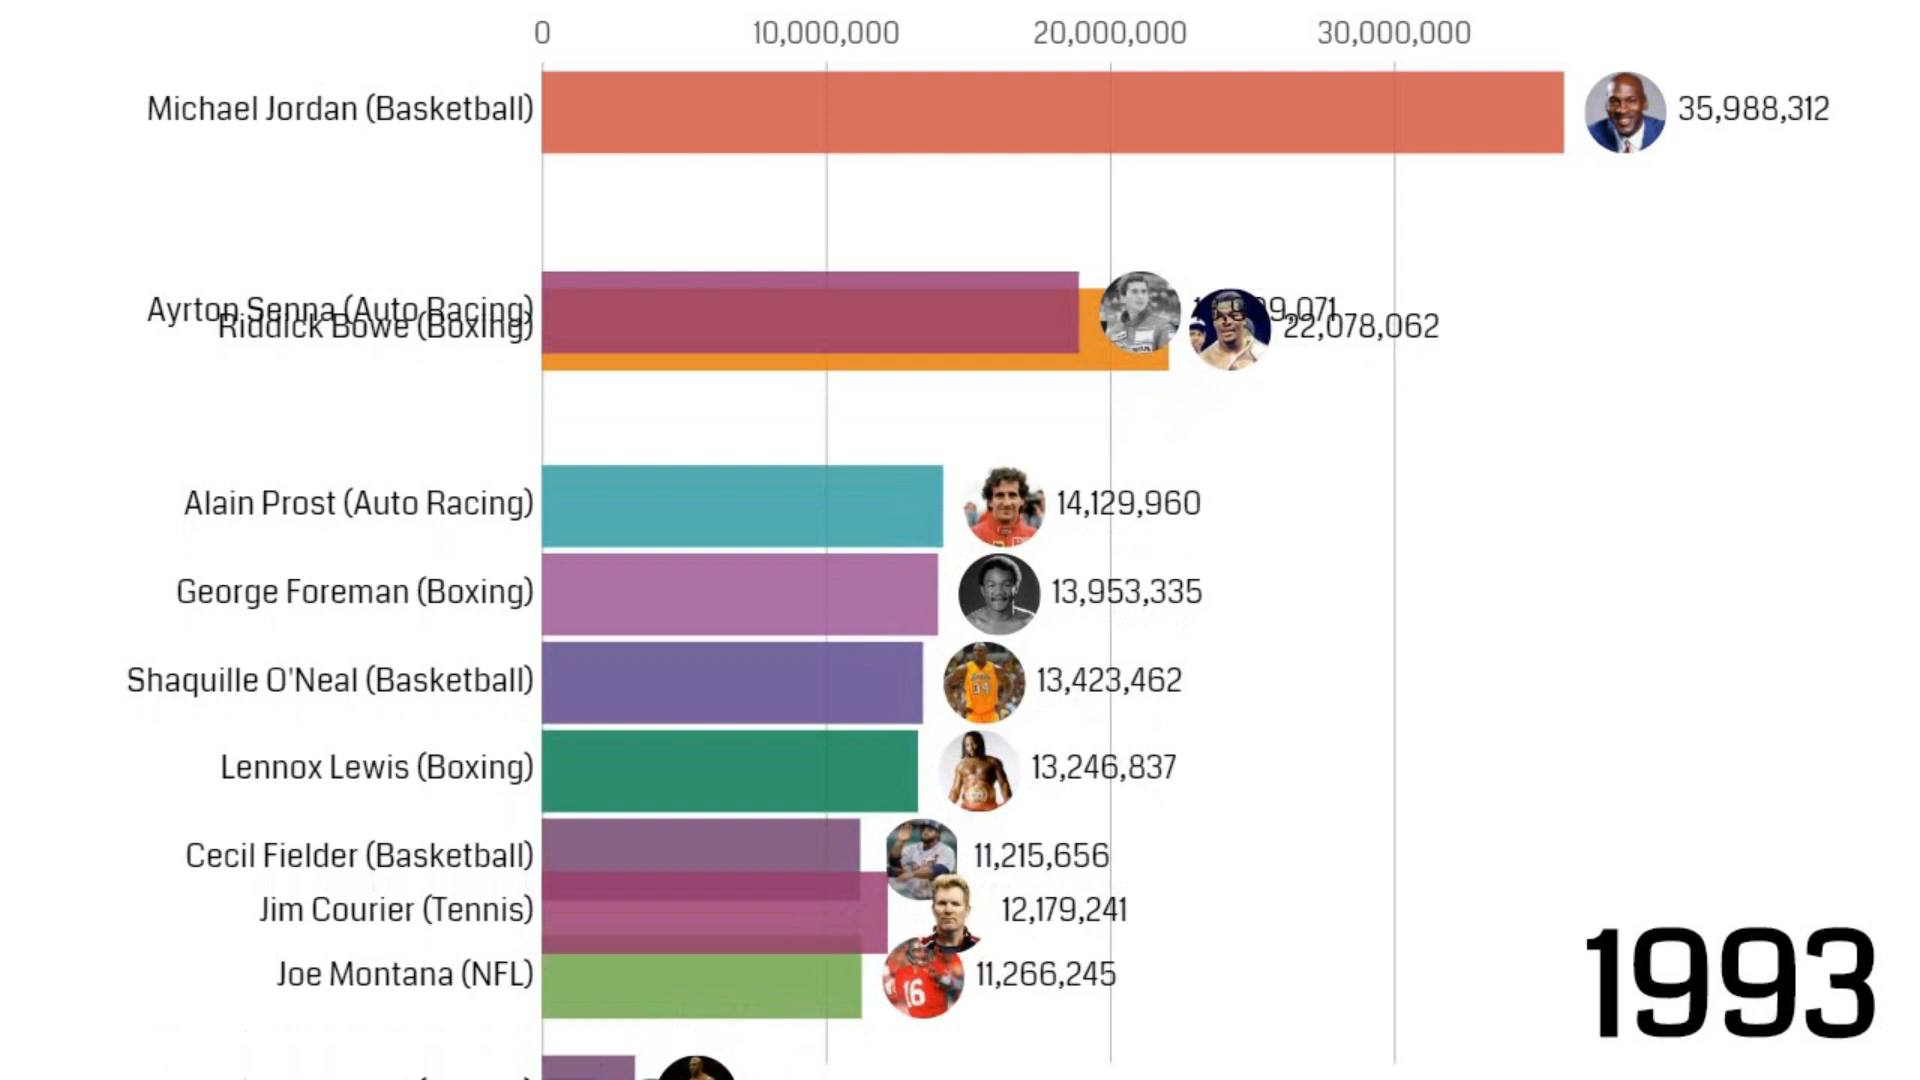 0 10,000,000 20,000,000 30,000,000
Michael Jordan (Basketball) 35,988,312
Ayrton Senna (Auto Racing)
Riddick Bowe (Boxing) 22,078,062
Alain Prost (Auto Racing) 14,129,960
George Foreman (Boxing) 13,953,335
Shaquille O'Neal (Basketball) 13,423,462
Lennox Lewis (Boxing) 13,246,837
Cecil Fielder (Basketball) 11,215,656
Jim Courier (Tennis) 12,179,241
Joe Montana (NFL) 11,266,245
1993